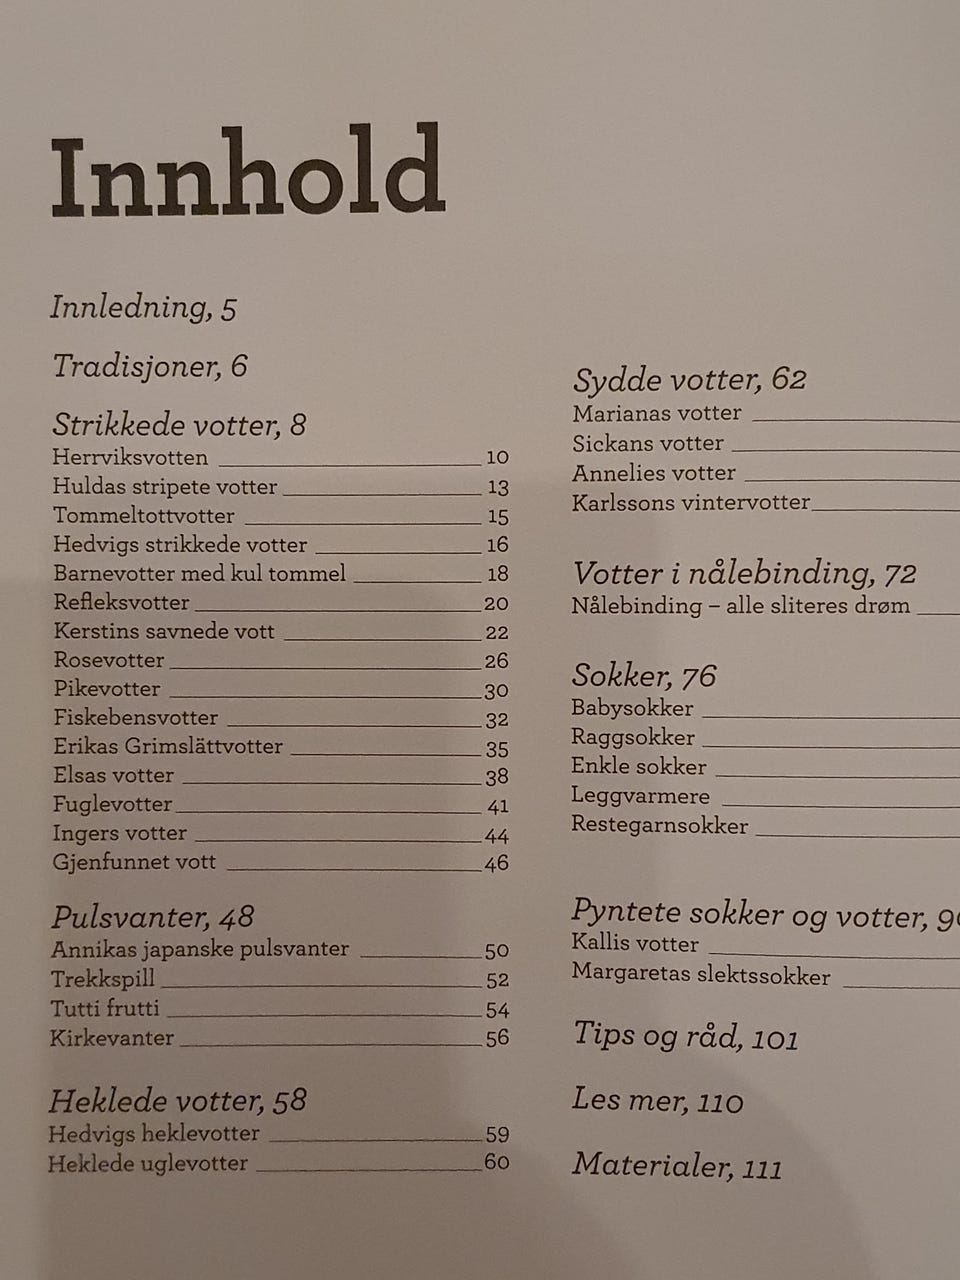 Innhold
Innledning, 5
Tradisjoner, 6
Strikkede votter, 8
Herrviksvotten 10
Huldas stripete votter 13
Tommeltottvotter 15
Hedvigs strikkede votter 16
Barnevotter med kul tommel 18
Refleksvotter 20
Kerstins savnede vott 22
Rosevotter 26
Pikevotter 30
Fiskebensvotter 32
Erikas Grimslättvotter 35
Elsas votter 38
Fuglevotter 41
Ingers votter 44
Gjenfunnet vott 46
Pulsvanter, 48
Annikas japanske pulsvanter 50
Trekkspill 52
Tutti frutti 54
Kirkevanter 56
Heklede votter, 58
Hedvigs heklevotter 59
Heklede uglevotter 60
Sydde votter, 62
Marianas votter
Sickans votter
Annelies votter
Karlssons vintervotter
Votter i nålebinding, 72
Nålebinding – alle sliteres drøm
Sokker, 76
Babysokker
Raggsokker
Enkle sokker
Leggvarmere
Restegarnsokker
Pyntete sokker og votter,
Kallis votter
Margaretas slektssokker
Tips og råd, 101
Les mer, 110
Materialer, 111